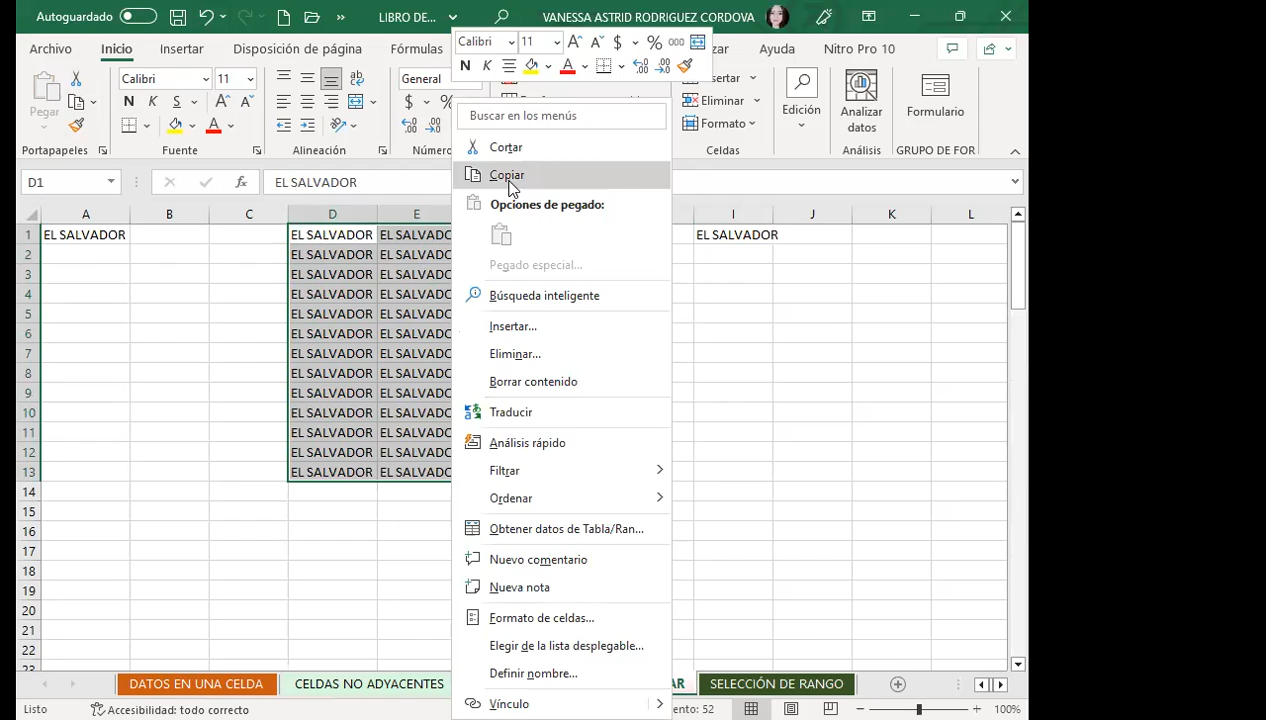 Autoguardado LIBRO DE... VANESSA ASTRID RODRIGUEZ CORDOVA
Archivo Inicio Insertar Disposición de página Fórmulas Ayuda Nitro Pro 10
Calibri 11 $ % 000
N K A
Pegar
Calibri 11
N K S A
General
$ %
Eliminar
Formato
Edición
Analizar
datos
Formulario
Portapapeles Fuente Alineación Celdas Análisis GRUPO DE FOR
D1 fx EL SALVADOR
Buscar en los menús
Cortar
Copiar
Opciones de pegado:
Pegado especial...
Búsqueda inteligente
Insertar...
Eliminar...
Borrar contenido
Traducir
Análisis rápido
Filtrar
Ordenar
Obtener datos de Tabla/Ran...
Nuevo comentario
Nueva nota
Formato de celdas...
Elegir de la lista desplegable...
Definir nombre...
Vínculo
A B C D E I J K L
1 EL SALVADOR EL SALVADOR EL SALVADO EL SALVADOR
2 EL SALVADOR EL SALVADO
3 EL SALVADOR EL SALVADO
4 EL SALVADOR EL SALVADO
5 EL SALVADOR EL SALVADO
6 EL SALVADOR EL SALVADO
7 EL SALVADOR EL SALVADO
8 EL SALVADOR EL SALVADO
9 EL SALVADOR EL SALVADO
10 EL SALVADOR EL SALVADO
11 EL SALVADOR EL SALVADO
12 EL SALVADOR EL SALVADO
13 EL SALVADOR EL SALVADO
14
15
16
17
18
19
20
21
22
23
DATOS EN UNA CELDA CELDAS NO ADYACENTES AR SELECCIÓN DE RANGO
Listo Accesibilidad: todo correcto ento: 52 100%